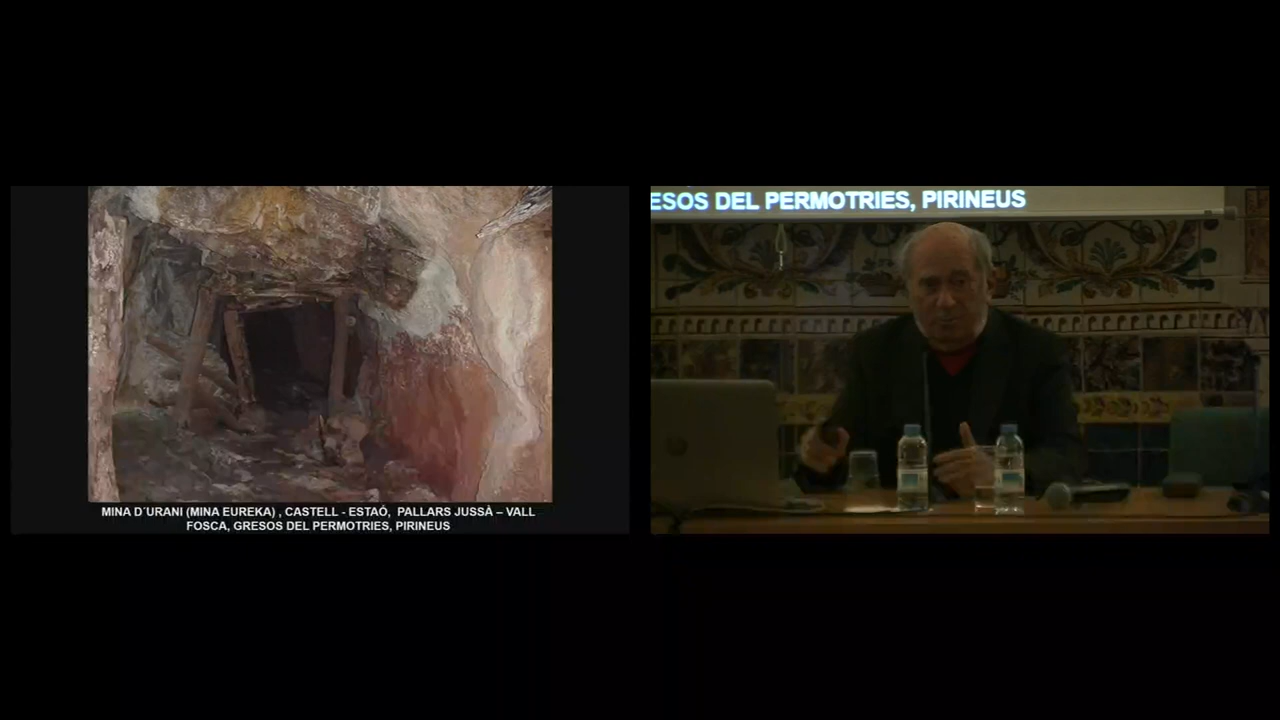 MINA D´URANI (MINA EUREKA) , CASTELL - ESTAÓ, PALLARS JUSSÀ – VALL
FOSCA, GRESOS DEL PERMOTRIES, PIRINEUS
ESOS DEL PERMOTRIES, PIRINEUS